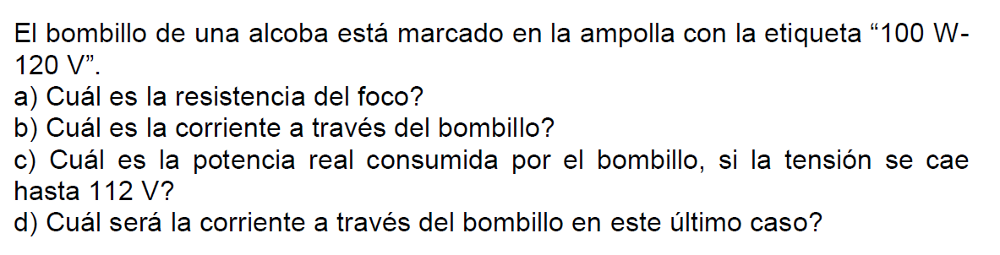 El bombillo de una alcoba está marcado en la ampolla con la etiqueta “100 W-
120 V”.
a) Cuál es la resistencia del foco?
b) Cuál es la corriente a través del bombillo?
c) Cuál es la potencia real consumida por el bombillo, si la tensión se cae
hasta 112 V?
d) Cuál será la corriente a través del bombillo en este último caso?